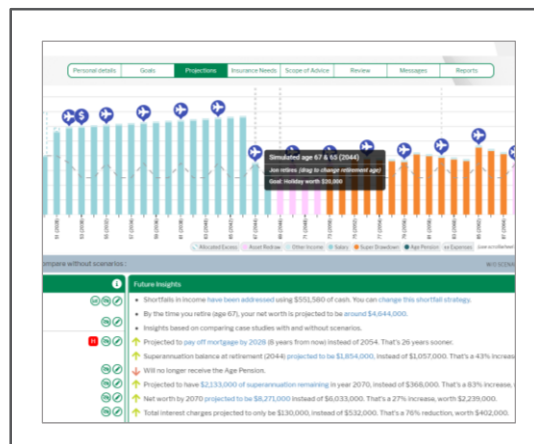 Personal details Goals Projections Insurance Needs Scope of Advice Review Messages Reports
Simulated age 67 & 65 (2044)
Jon retires (drag to change retirement age)
Goal: Holiday worth $20,000
Allocated Excess Asset Redraw Other Income Salary Super Drawdown Age Pension Expenses
ompare without scenarios :
Future Insights
Shortfalls in income have been addressed using $551,580 of cash. You can change this shortfall strategy.
By the time you retire (age 67), your net worth is projected to be around $4,644,000.
Insights based on comparing case studies with and without scenarios.
H Projected to pay off mortgage by 2028 (6 years from now) instead of 2054. That's 26 years sooner.
Superannuation balance at retirement (2044) projected to be $1,854,000, instead of $1,057,000. That's a 43% increas
Will no longer receive the Age Pension.
Projected to have $2,133,000 of superannuation remaining in year 2070, instead of $368,000. That's a 83% increase,
Net worth by 2070 projected to be $8,271,000 instead of $6,033,000. That's a 27% increase, worth $2,239,000.
Total interest charges projected to only be $130,000, instead of $532,000. That's a 76% reduction, worth $402,000.